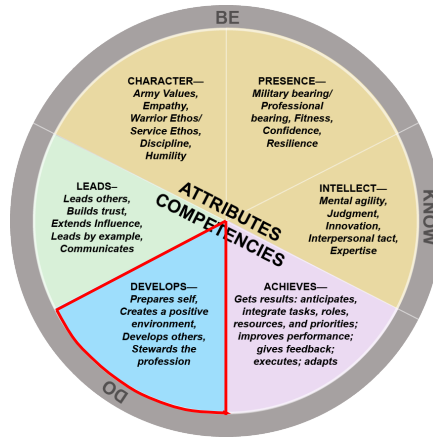 BE
CHARACTER—
Army Values,
Empathy,
Warrior Ethos/
Service Ethos,
Discipline,
Humility
PRESENCE—
Military bearing/
Professional
bearing, Fitness,
Confidence,
Resilience
LEADS–
Leads others,
Builds trust,
Extends Influence,
Leads by example,
Communicates
ATTRIBUTES
COMPETENCIES
INTELLECT—
Mental agility,
Judgment,
Innovation,
Interpersonal tact,
Expertise
KNOW
DEVELOPS—
Prepares self,
Creates a positive
environment,
Develops others,
Stewards the
profession
ACHIEVES—
Gets results: anticipates,
integrate tasks, roles,
resources, and priorities;
improves performance;
gives feedback;
executes; adapts
DO